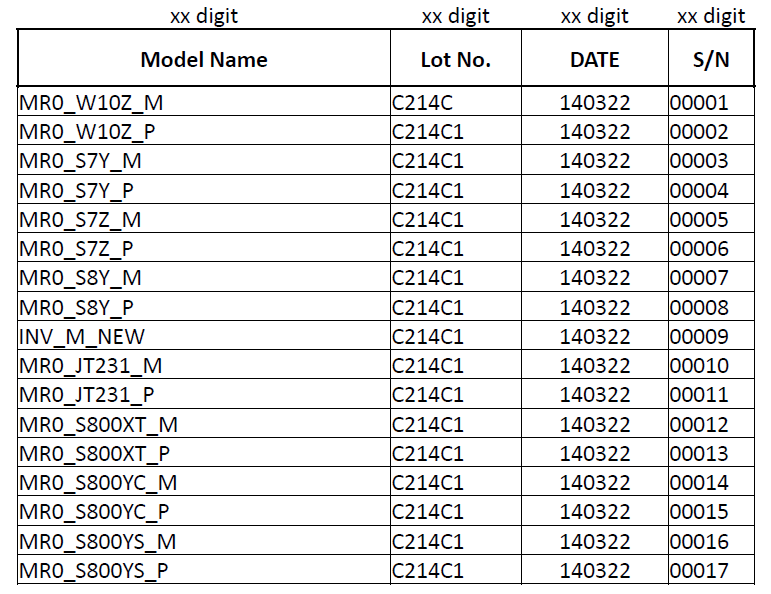 xx digit xx digit xx digit xx digit
Model Name Lot No. DATE S/N
MR0_W10Z_M C214C 140322 00001
MR0_W10Z_P C214C1 140322 00002
MR0_S7Y_M C214C1 140322 00003
MR0_S7Y_P C214C1 140322 00004
MR0_S7Z_M C214C1 140322 00005
MR0_S7Z_P C214C1 140322 00006
MR0_S8Y_M C214C1 140322 00007
MR0_S8Y_P C214C1 140322 00008
INV_M_NEW C214C1 140322 00009
MR0_JT231_M C214C1 140322 00010
MR0_JT231_P C214C1 140322 00011
MR0_S800XT_M C214C1 140322 00012
MR0_S800XT_P C214C1 140322 00013
MR0_S800YC_M C214C1 140322 00014
MR0_S800YC_P C214C1 140322 00015
MR0_S800YS_M C214C1 140322 00016
MR0_S800YS_P C214C1 140322 00017